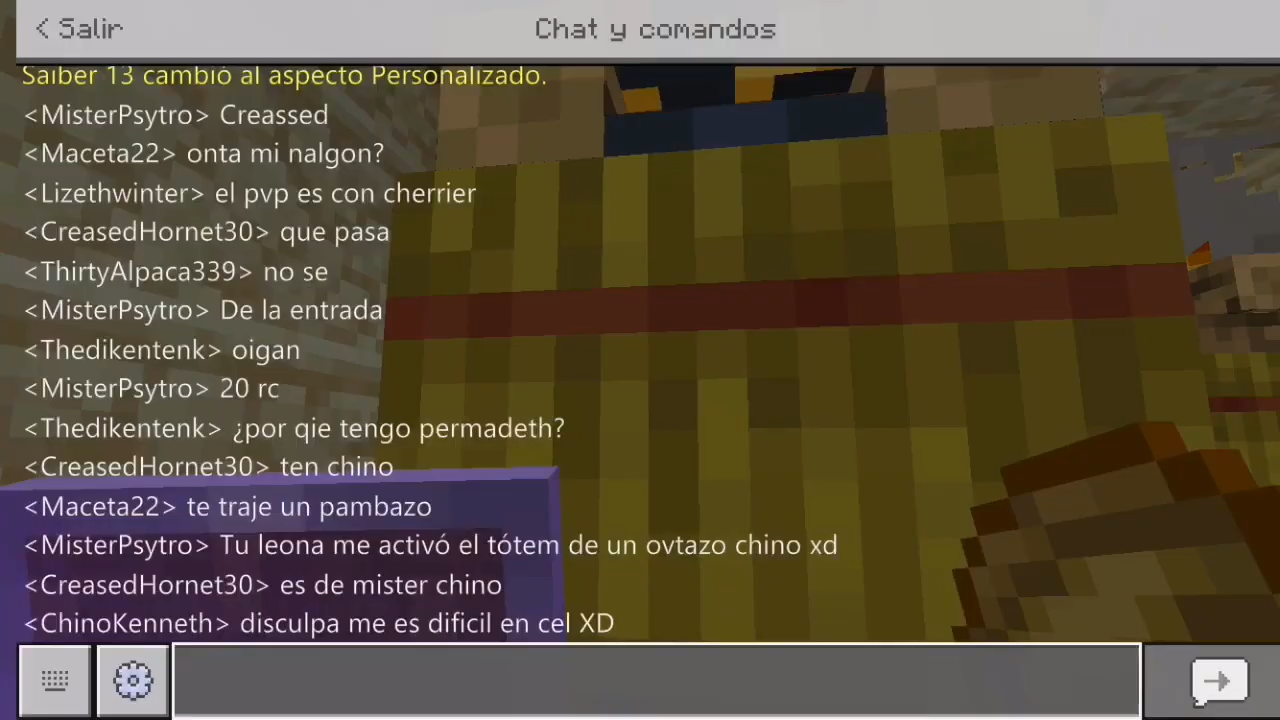 < Salir
Chat y comandos
Saiber 13 cambió al aspecto Personalizado.
<MisterPsytro> Creassed
<Maceta22> onta mi nalgon?
<Lizethwinter> el pvp es con cherrier
<CreasedHornet30> que pasa
<ThirtyAlpaca339> no se
<MisterPsytro> De la entrada
<Thedikentenk> oigan
<MisterPsytro> 20 rc
<Thedikentenk> ¿por qie tengo permadeth?
<CreasedHornet30> ten chino
<Maceta22> te traje un pambazo
<MisterPsytro> Tu leona me activó el tótem de un ovtazo chino xd
<CreasedHornet30> es de mister chino
<ChinoKenneth> disculpa me es dificil en cel XD